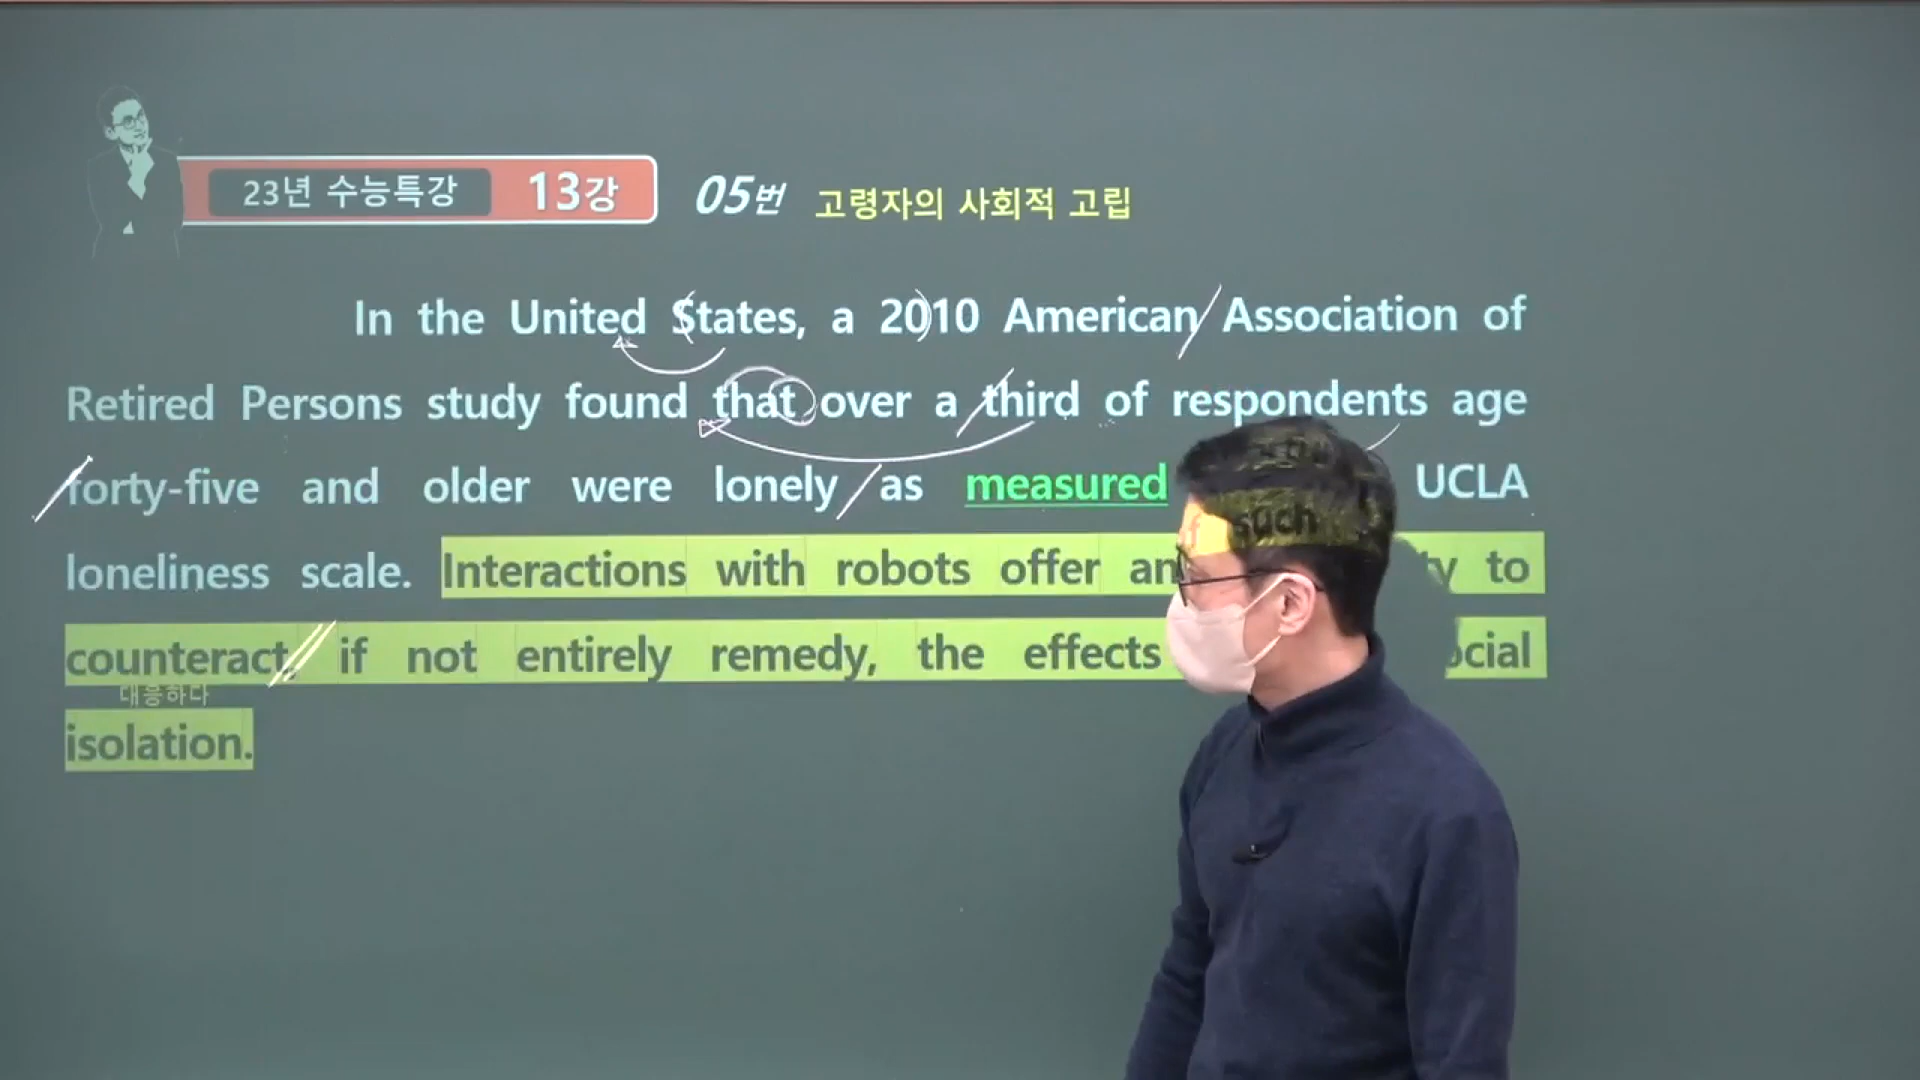 23년 수능특강 13강 05번 고령자의 사회적 고립
In the United States, a 2010 American Association of
Retired Persons study found that over a third of respondents age
forty-five and older were lonely as measured UCLA
loneliness scale. Interactions with robots offer an to
counteract, if not entirely remedy, the effects of such social
대응하다
isolation.